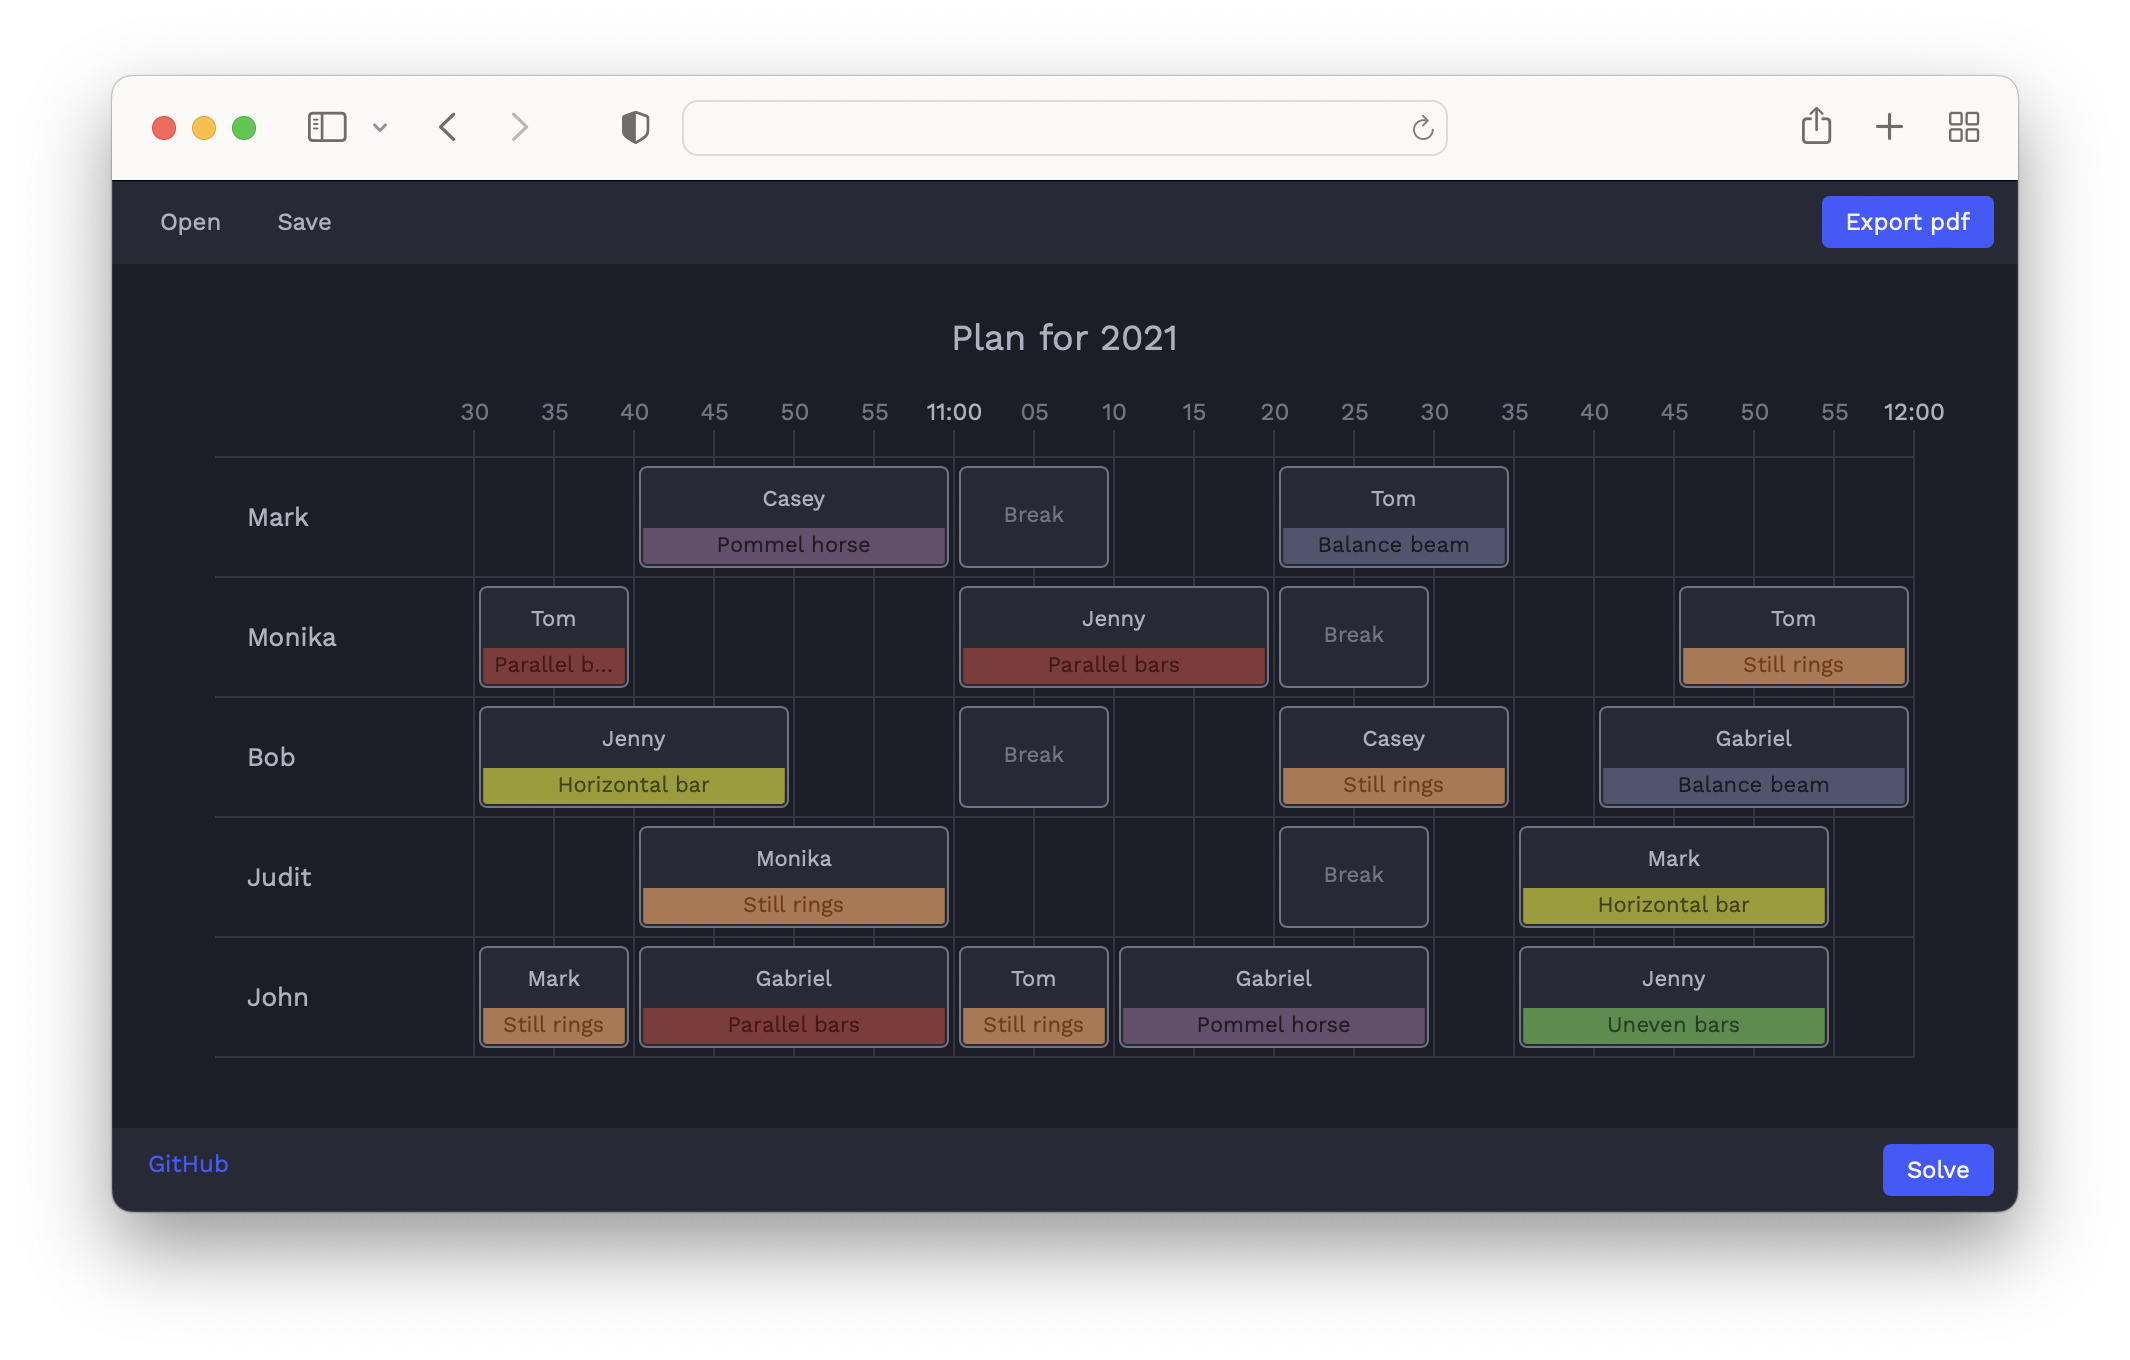 Open Save Export pdf
Plan for 2021
30 35 40 45 50 55 11:00 05 10 15 20 25 30 35 40 45 50 55 12:00
Mark
Casey
Pommel horse
Break
Tom
Balance beam
Monika
Tom
Parallel b...
Jenny
Parallel bars
Break
Tom
Still rings
Bob
Jenny
Horizontal bar
Break
Casey
Still rings
Gabriel
Balance beam
Judit
Monika
Still rings
Break
Mark
Horizontal bar
John
Mark
Still rings
Gabriel
Parallel bars
Tom
Still rings
Gabriel
Pommel horse
Jenny
Uneven bars
GitHub
Solve